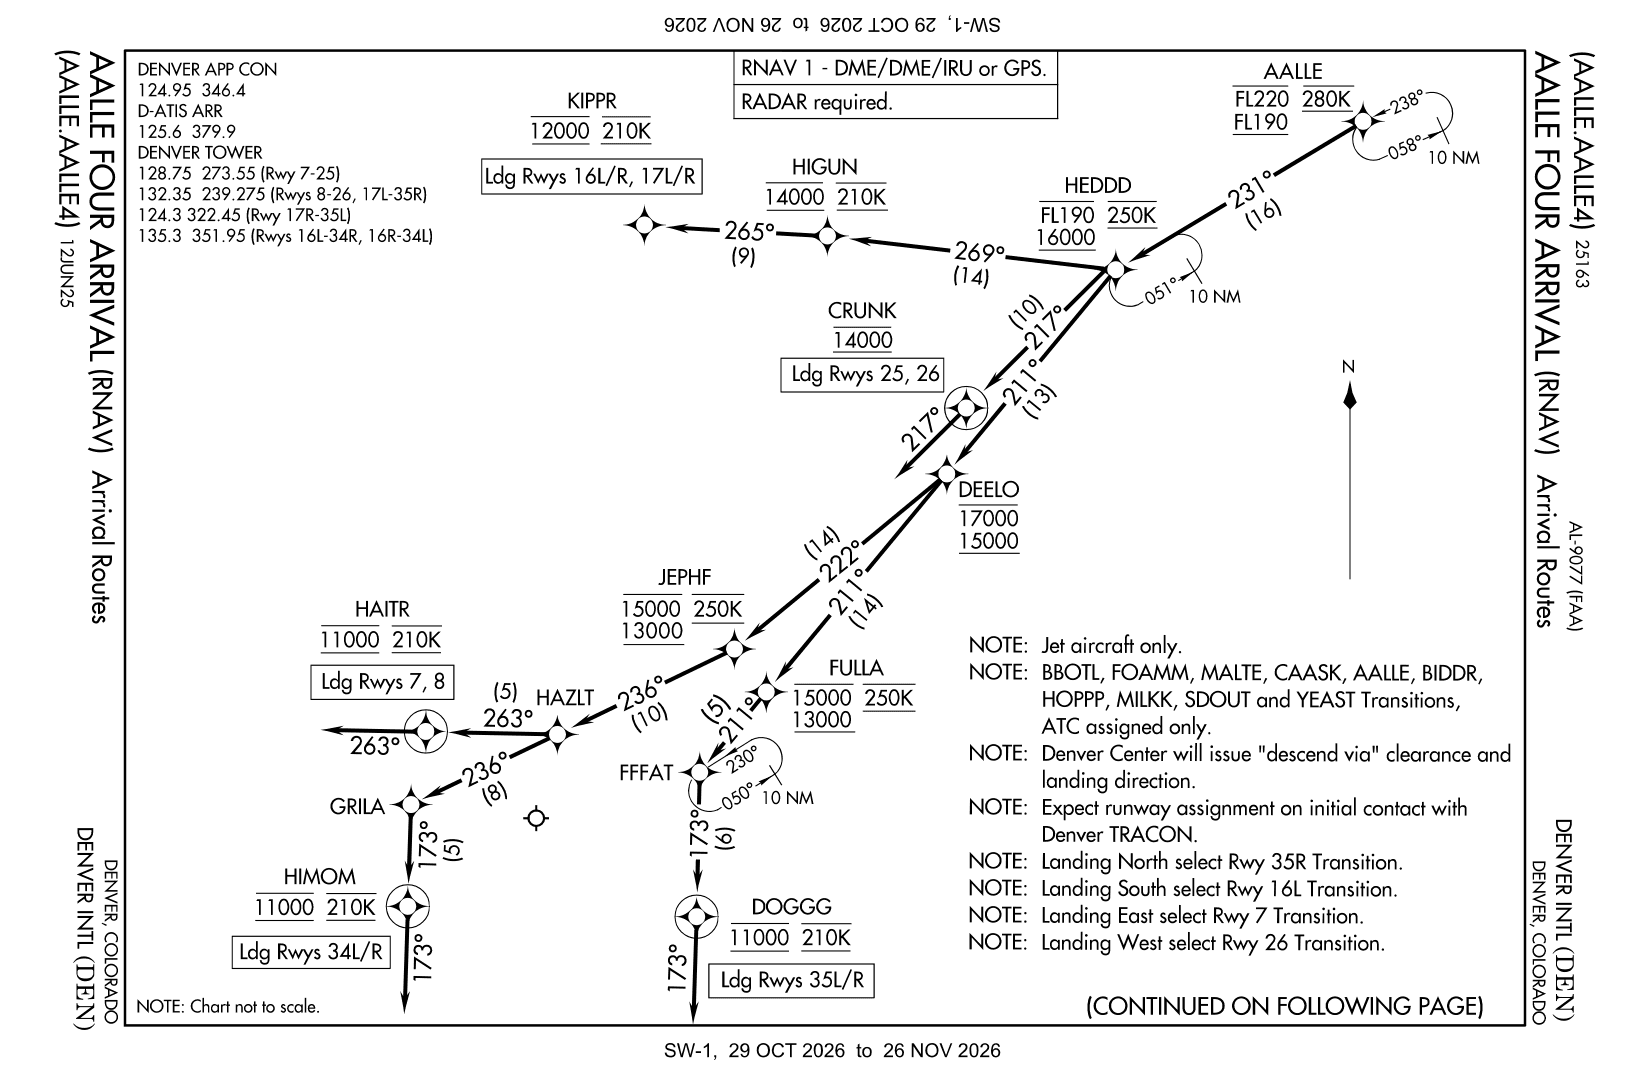 SW-1, 29 OCT 2026 to 26 NOV 2026
(AALLE.AALLE4) 12JUN25
AALLE FOUR ARRIVAL (RNAV) Arrival Routes
DENVER INTL (DEN)
DENVER, COLORADO
DENVER APP CON
124.95 346.4
D-ATIS ARR
125.6 379.9
DENVER TOWER
128.75 273.55 (Rwy 7-25)
132.35 239.275 (Rwys 8-26, 17L-35R)
124.3 322.45 (Rwy 17R-35L)
135.3 351.95 (Rwys 16L-34R, 16R-34L)
RNAV 1 - DME/DME/IRU or GPS.
RADAR required.
AALLE
FL220 280K
FL190
238°
058°
10 NM
231°
(16)
HEDDD
FL190 250K
16000
051°
10 NM
KIPPR
12000 210K
Ldg Rwys 16L/R, 17L/R
HIGUN
14000 210K
265°
(9)
269°
(14)
CRUNK
14000
Ldg Rwys 25, 26
(10)
217°
211°
(13)
217°
N
DEELO
17000
15000
(14)
222°
211°
(14)
JEPHF
15000 250K
13000
HAITR
11000 210K
Ldg Rwys 7, 8
(5)
263°
263°
HAZLT
236°
(10)
FULLA
15000 250K
13000
(5)
211°
FFFAT
230°
050°
10 NM
236°
(8)
GRILA
173°
(5)
173°
(6)
HIMOM
11000 210K
Ldg Rwys 34L/R
173°
DOGGG
11000 210K
Ldg Rwys 35L/R
173°
NOTE: Jet aircraft only.
NOTE: BBOTL, FOAMM, MALTE, CAASK, AALLE, BIDDR,
HOPPP, MILKK, SDOUT and YEAST Transitions,
ATC assigned only.
NOTE: Denver Center will issue "descend via" clearance and
landing direction.
NOTE: Expect runway assignment on initial contact with
Denver TRACON.
NOTE: Landing North select Rwy 35R Transition.
NOTE: Landing South select Rwy 16L Transition.
NOTE: Landing East select Rwy 7 Transition.
NOTE: Landing West select Rwy 26 Transition.
NOTE: Chart not to scale.
(CONTINUED ON FOLLOWING PAGE)
(AALLE.AALLE4) 25163
AALLE FOUR ARRIVAL (RNAV) Arrival Routes
AL-9077 (FAA)
DENVER INTL (DEN)
DENVER, COLORADO
SW-1, 29 OCT 2026 to 26 NOV 2026